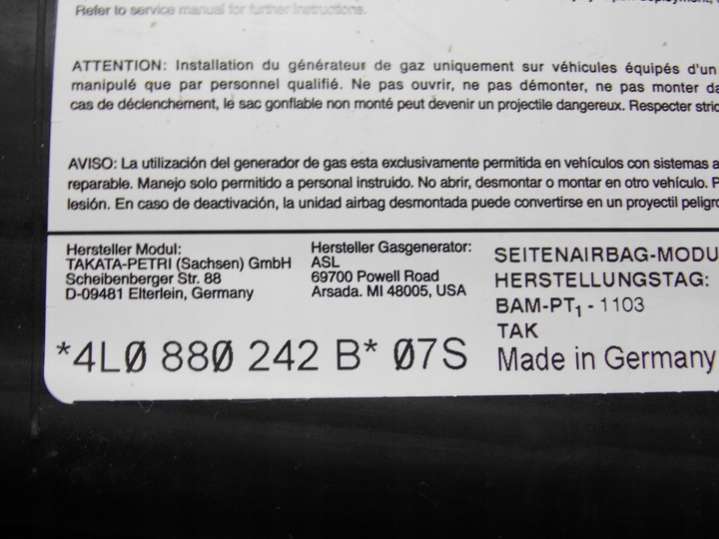 Refer to service manual for further instructions.
ATTENTION: Installation du générateur de gaz uniquement sur véhicules équipés d'un
manipulé que par personnel qualifié. Ne pas ouvrir, ne pas démonter, ne pas monter da
cas de déclenchement, le sac gonflable non monté peut devenir un projectile dangereux. Respecter stric
AVISO: La utilización del generador de gas esta exclusivamente permitida en vehículos con sistemas a
reparable. Manejo solo permitido a personal instruido. No abrir, desmontar o montar en otro vehículo. P
lesión. En caso de deactivación, la unidad airbag desmontada puede convertirse en un proyectil peligro
Hersteller Modul:
TAKATA-PETRI (Sachsen) GmbH
Scheibenberger Str. 88
D-09481 Elterlein, Germany
Hersteller Gasgenerator:
ASL
69700 Powell Road
Arsada. MI 48005, USA
SEITENAIRBAG-MODU
HERSTELLUNGSTAG:
BAM-PT₁ - 1103
TAK
Made in Germany
*4L0 880 242 B* 07S